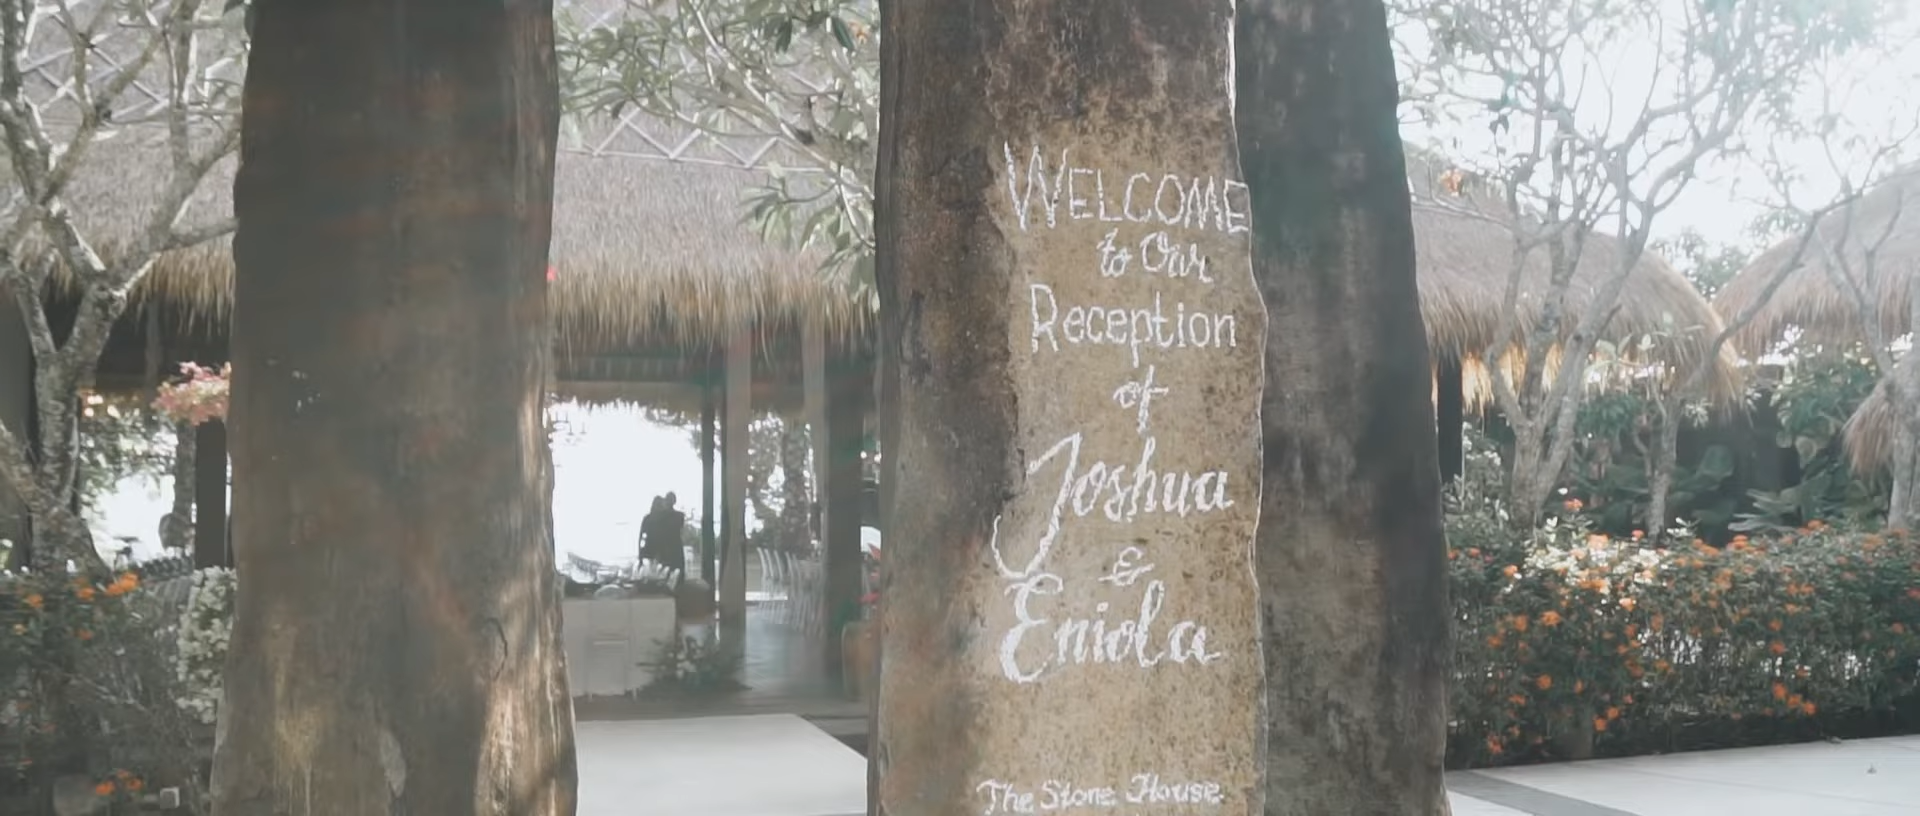 WELCOME
to Our
Reception
of
Joshua
&
Eniola
The Stone House